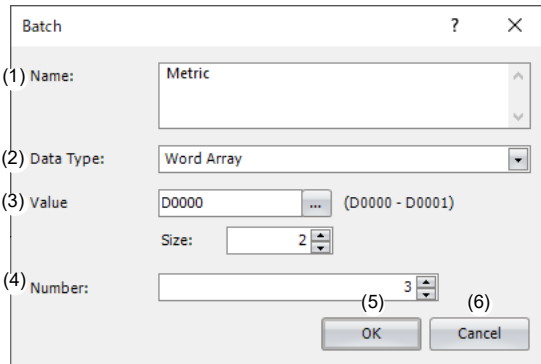 Batch ?
(1) Name: Metric
(2) Data Type: Word Array
(3) Value D0000 ... (D0000 - D0001)
Size: 2
(4) Number: 3
(5) (6)
OK Cancel